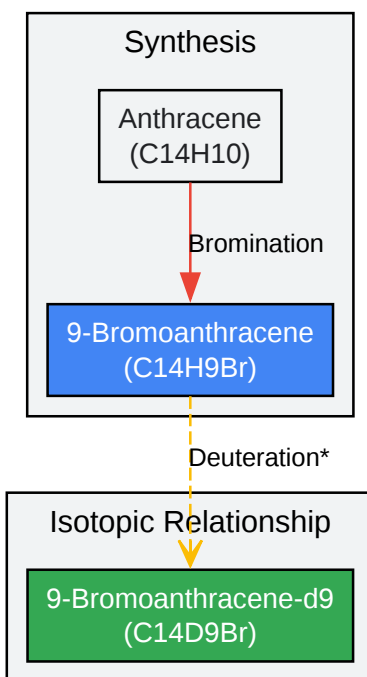 Synthesis
Anthracene
(C14H10)
Bromination
9-Bromoanthracene
(C14H9Br)
Deuteration*
Isotopic Relationship
9-Bromoanthracene-d9
(C14D9Br)